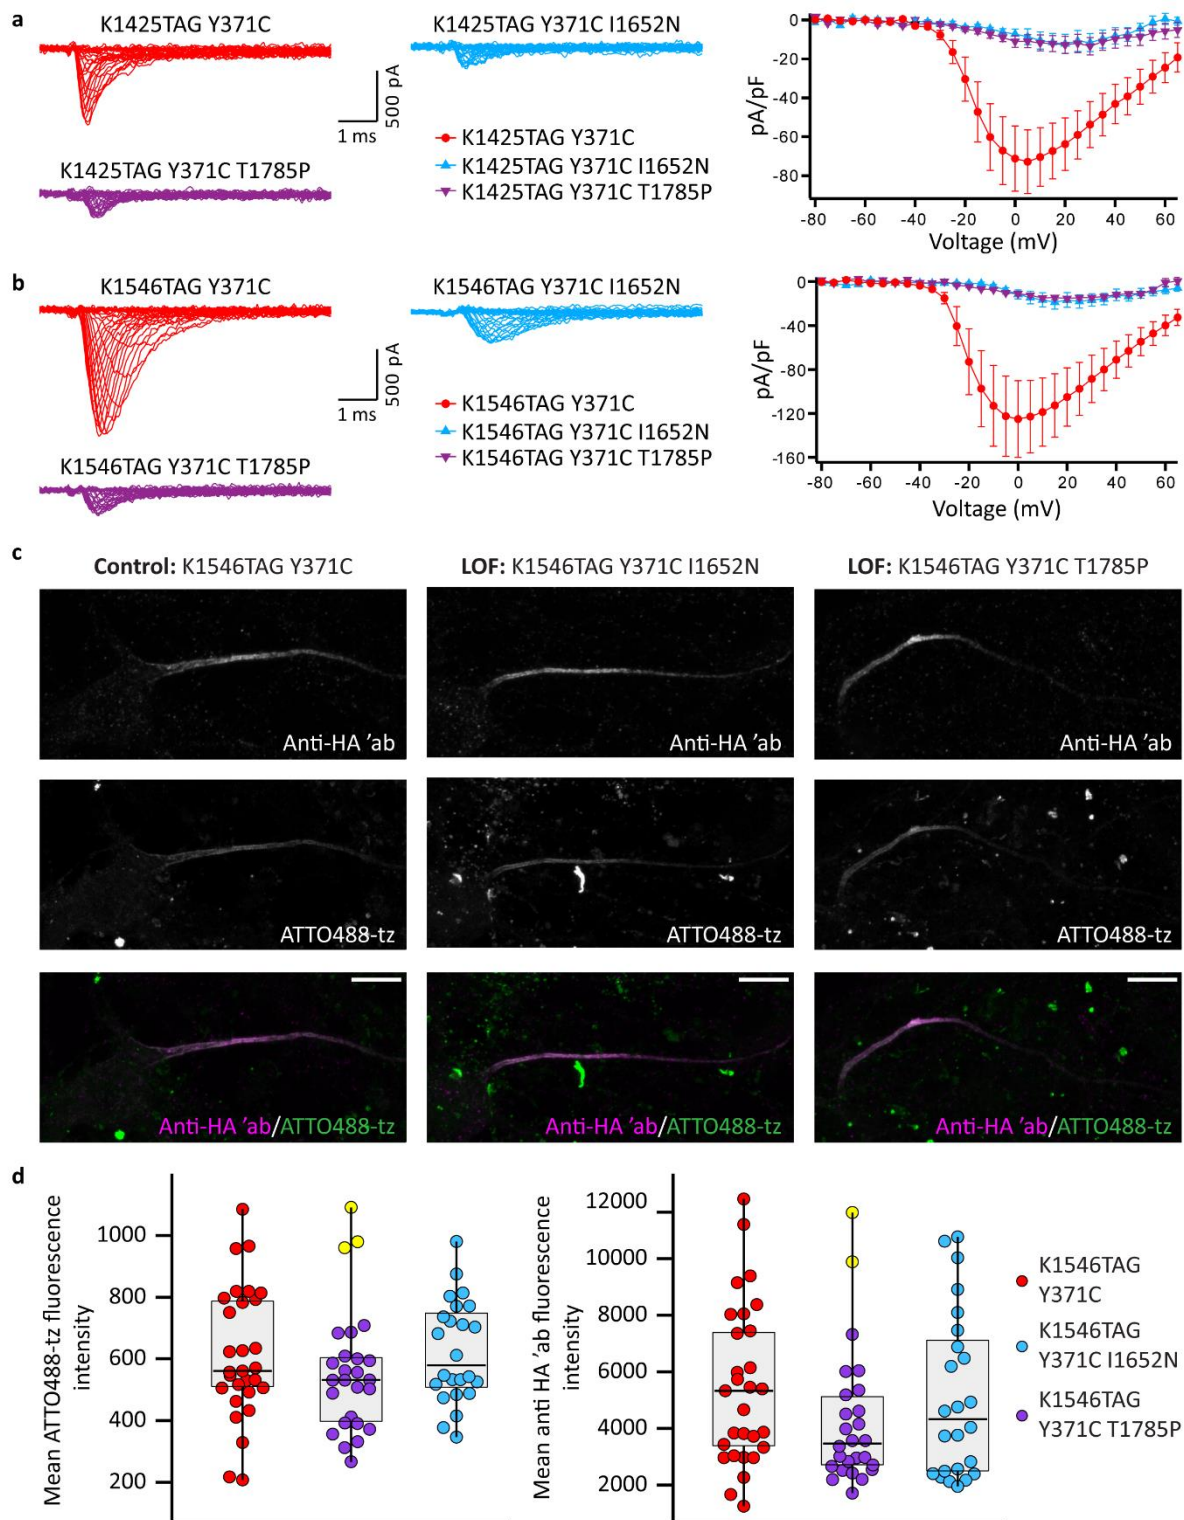 a
K1425TAG Y371C
K1425TAG Y371C I1652N
500 pA
1 ms
K1425TAG Y371C T1785P
K1425TAG Y371C
K1425TAG Y371C I1652N
K1425TAG Y371C T1785P
pA/pF
0
-20
-40
-60
-80
-80 -60 -40 -20 0 20 40 60
Voltage (mV)
b
K1546TAG Y371C
K1546TAG Y371C I1652N
500 pA
1 ms
K1546TAG Y371C T1785P
K1546TAG Y371C
K1546TAG Y371C I1652N
K1546TAG Y371C T1785P
pA/pF
0
-40
-80
-120
-160
-80 -60 -40 -20 0 20 40 60
Voltage (mV)
c
Control: K1546TAG Y371C
LOF: K1546TAG Y371C I1652N
LOF: K1546TAG Y371C T1785P
Anti-HA 'ab
Anti-HA 'ab
Anti-HA 'ab
ATTO488-tz
ATTO488-tz
ATTO488-tz
Anti-HA 'ab/ATTO488-tz
Anti-HA 'ab/ATTO488-tz
Anti-HA 'ab/ATTO488-tz
d
Mean ATTO488-tz fluorescence
intensity
1000
800
600
400
200
Mean anti HA 'ab fluorescence
intensity
12000
10000
8000
6000
4000
2000
K1546TAG
Y371C
K1546TAG
Y371C I1652N
K1546TAG
Y371C T1785P